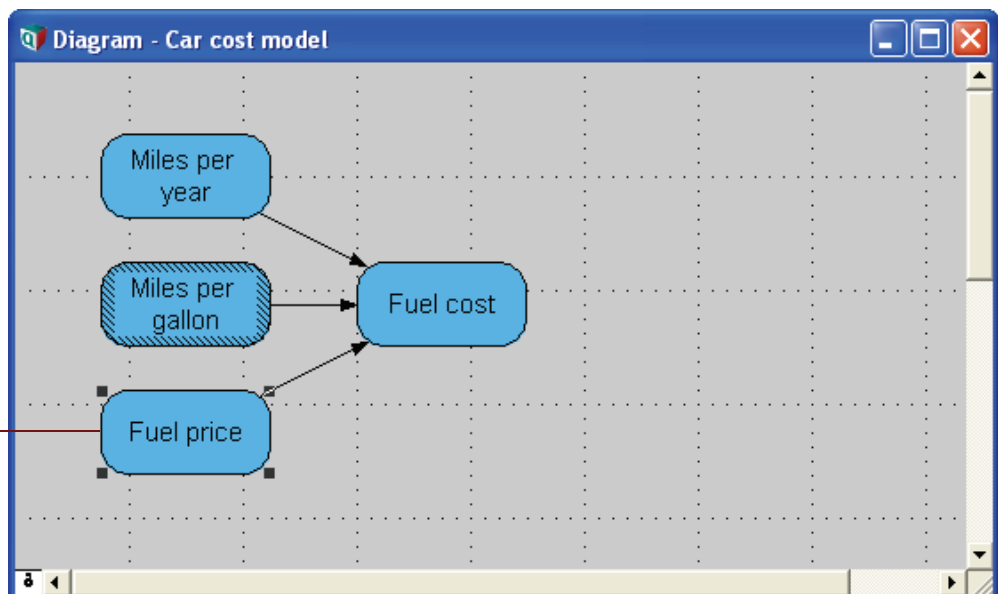 Diagram - Car cost model
Miles per
year
Miles per
gallon
Fuel cost
Fuel price